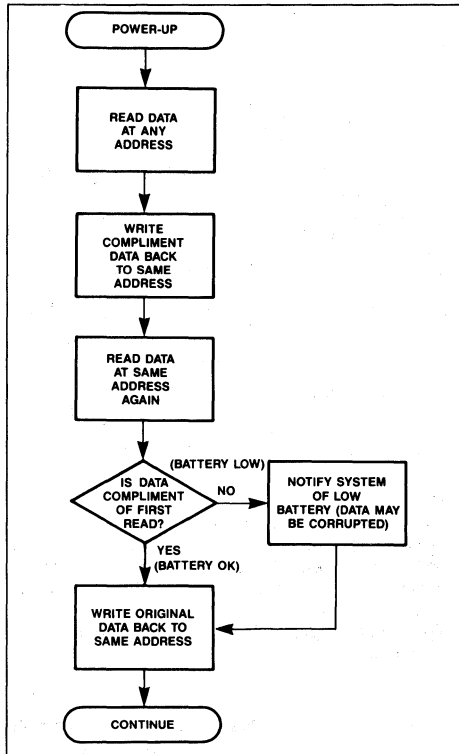 POWER-UP
READ DATA
AT ANY
ADDRESS
WRITE
COMPLIMENT
DATA BACK
TO SAME
ADDRESS
READ DATA
AT SAME
ADDRESS
AGAIN
IS DATA
COMPLIMENT
OF FIRST
READ?
(BATTERY LOW)
NO
NOTIFY SYSTEM
OF LOW
BATTERY (DATA MAY
BE CORRUPTED)
YES
(BATTERY OK)
WRITE ORIGINAL
DATA BACK TO
SAME ADDRESS
CONTINUE